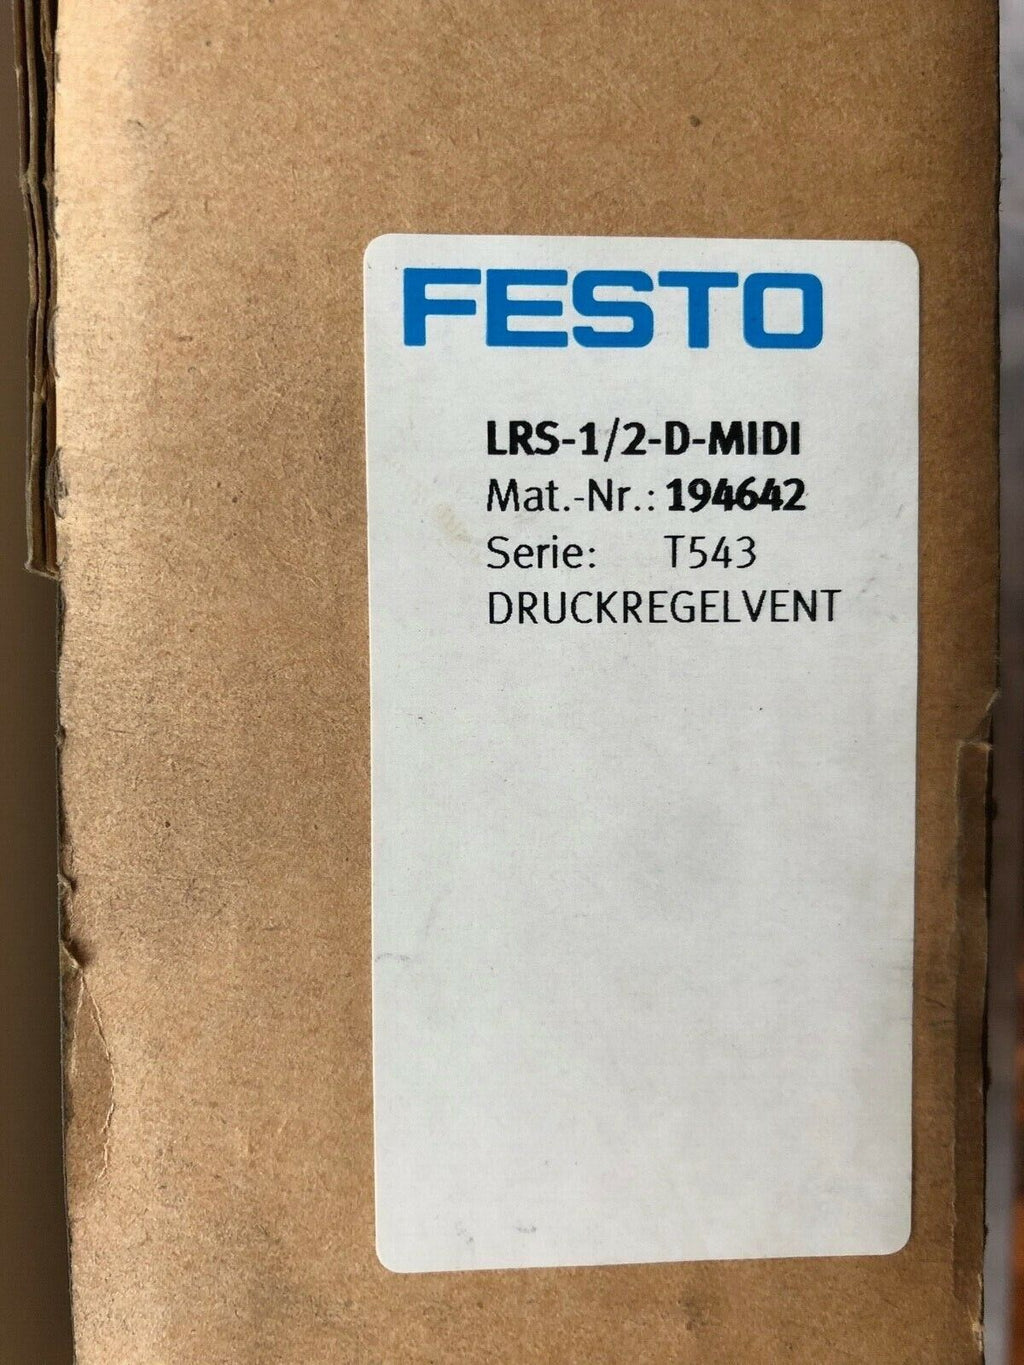 FESTO
LRS-1/2-D-MIDI
Mat.-Nr.: 194642
Serie: T543
DRUCKREGELVENT